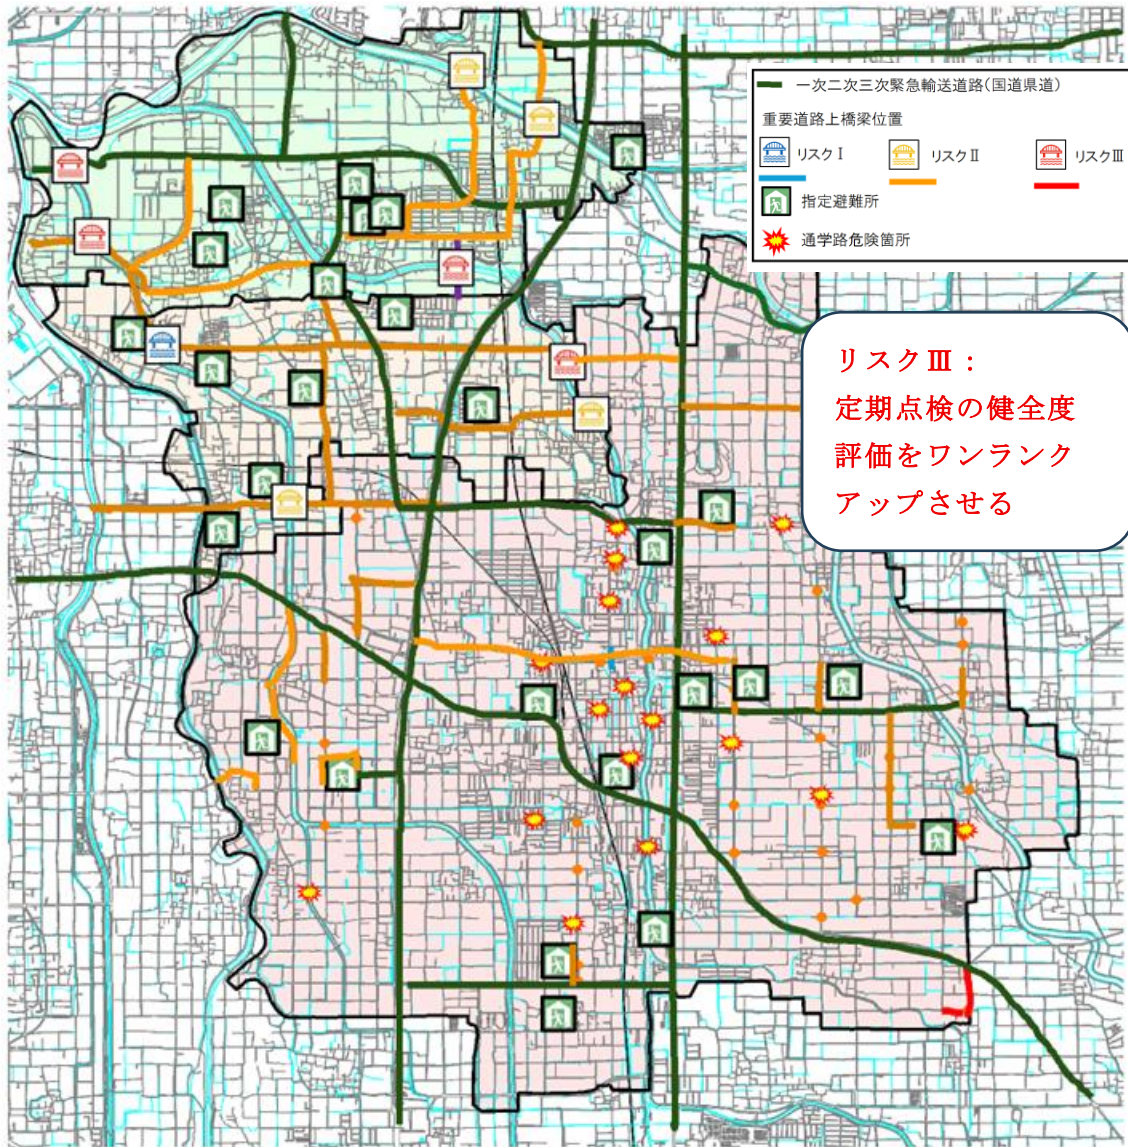 一次二次三次緊急輸送道路(国道県道)
重要道路上橋梁位置
リスクⅠ リスクⅡ リスクⅢ
指定避難所
通学路危険箇所
リスクⅢ:
定期点検の健全度
評価をワンランク
アップさせる